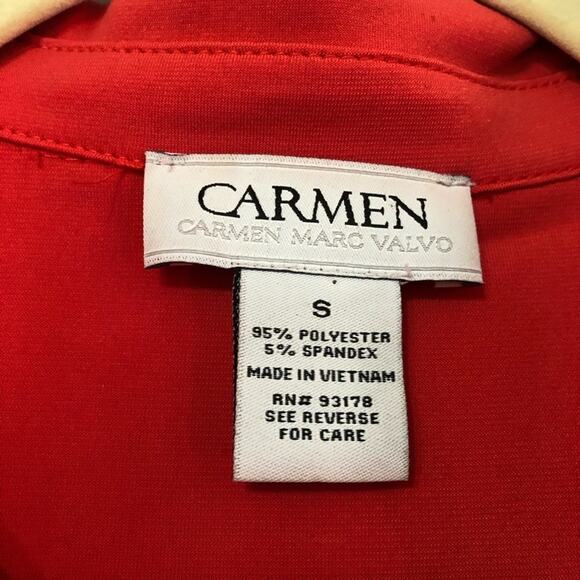 CARMEN
CARMEN MARC VALVO
S
95% POLYESTER
5% SPANDEX
MADE IN VIETNAM
RN# 93178
SEE REVERSE
FOR CARE